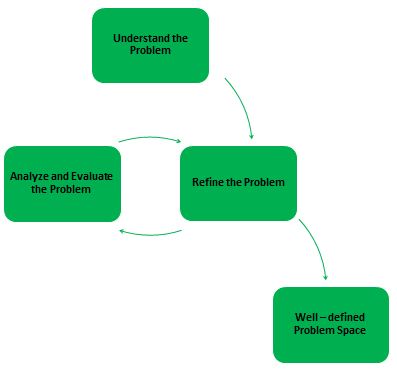 Understand the
Problem
Analyze and Evaluate
the Problem
Refine the Problem
Well – defined
Problem Space